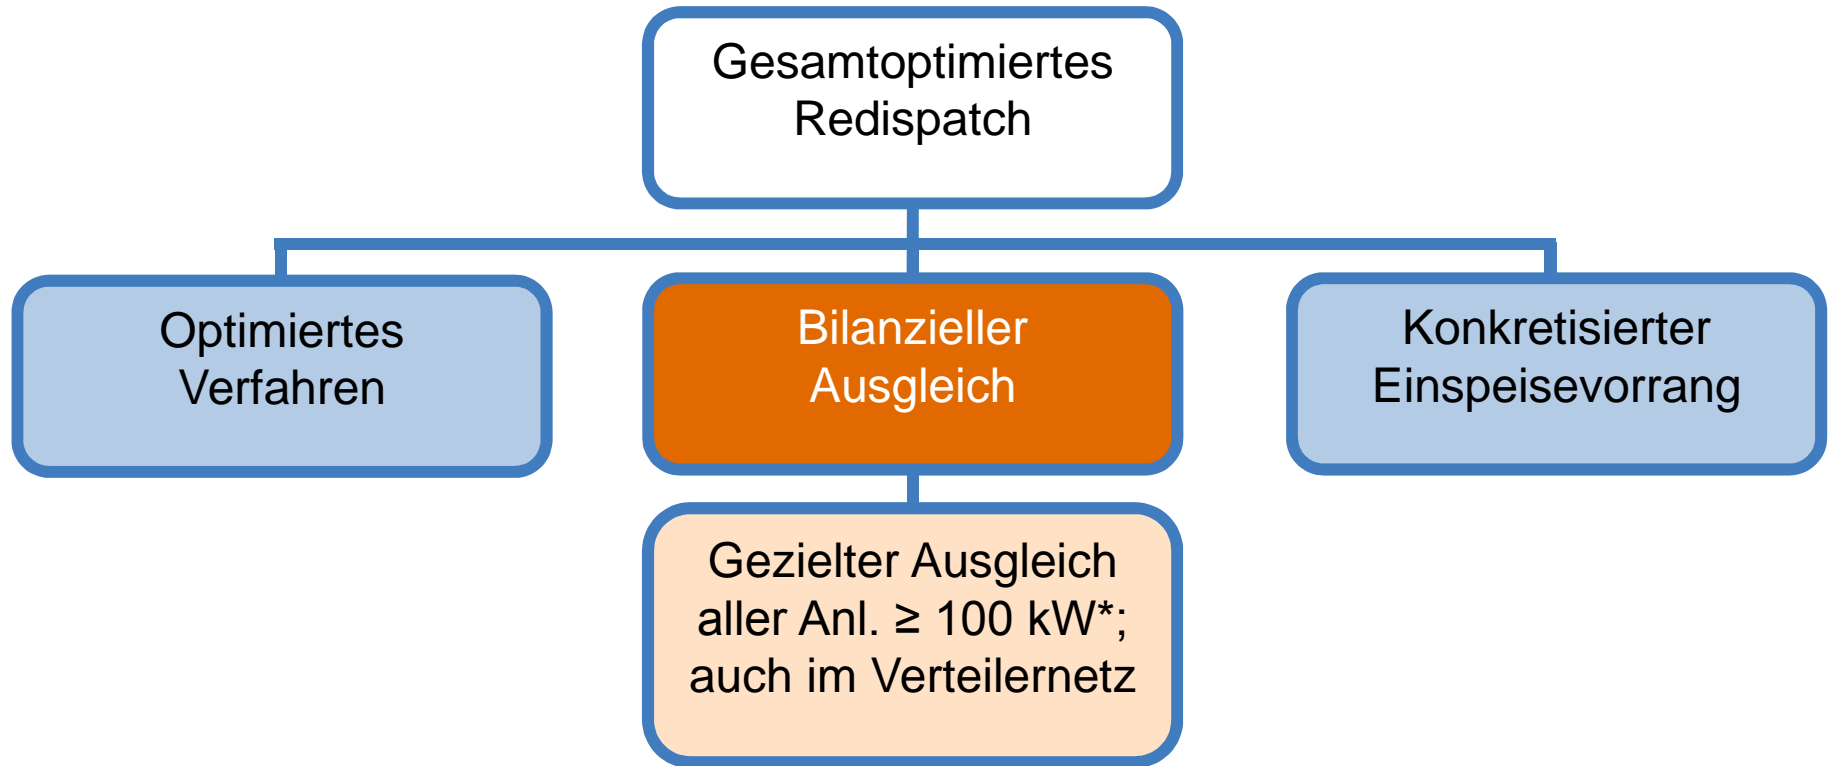 Gesamtoptimiertes
Redispatch
Optimiertes
Verfahren
Bilanzieller
Ausgleich
Konkretisierter
Einspeisevorrang
Gezielter Ausgleich
aller Anl. ≥ 100 kW*;
auch im Verteilernetz